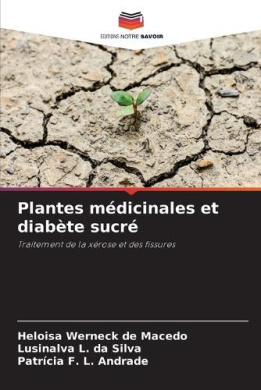 EDITIONS NOTRE SAVOIR
Plantes médicinales et
diabète sucré
Traitement de la xérose et des fissures
Heloisa Werneck de Macedo
Lusinalva L. da Silva
Patrícia F. L. Andrade